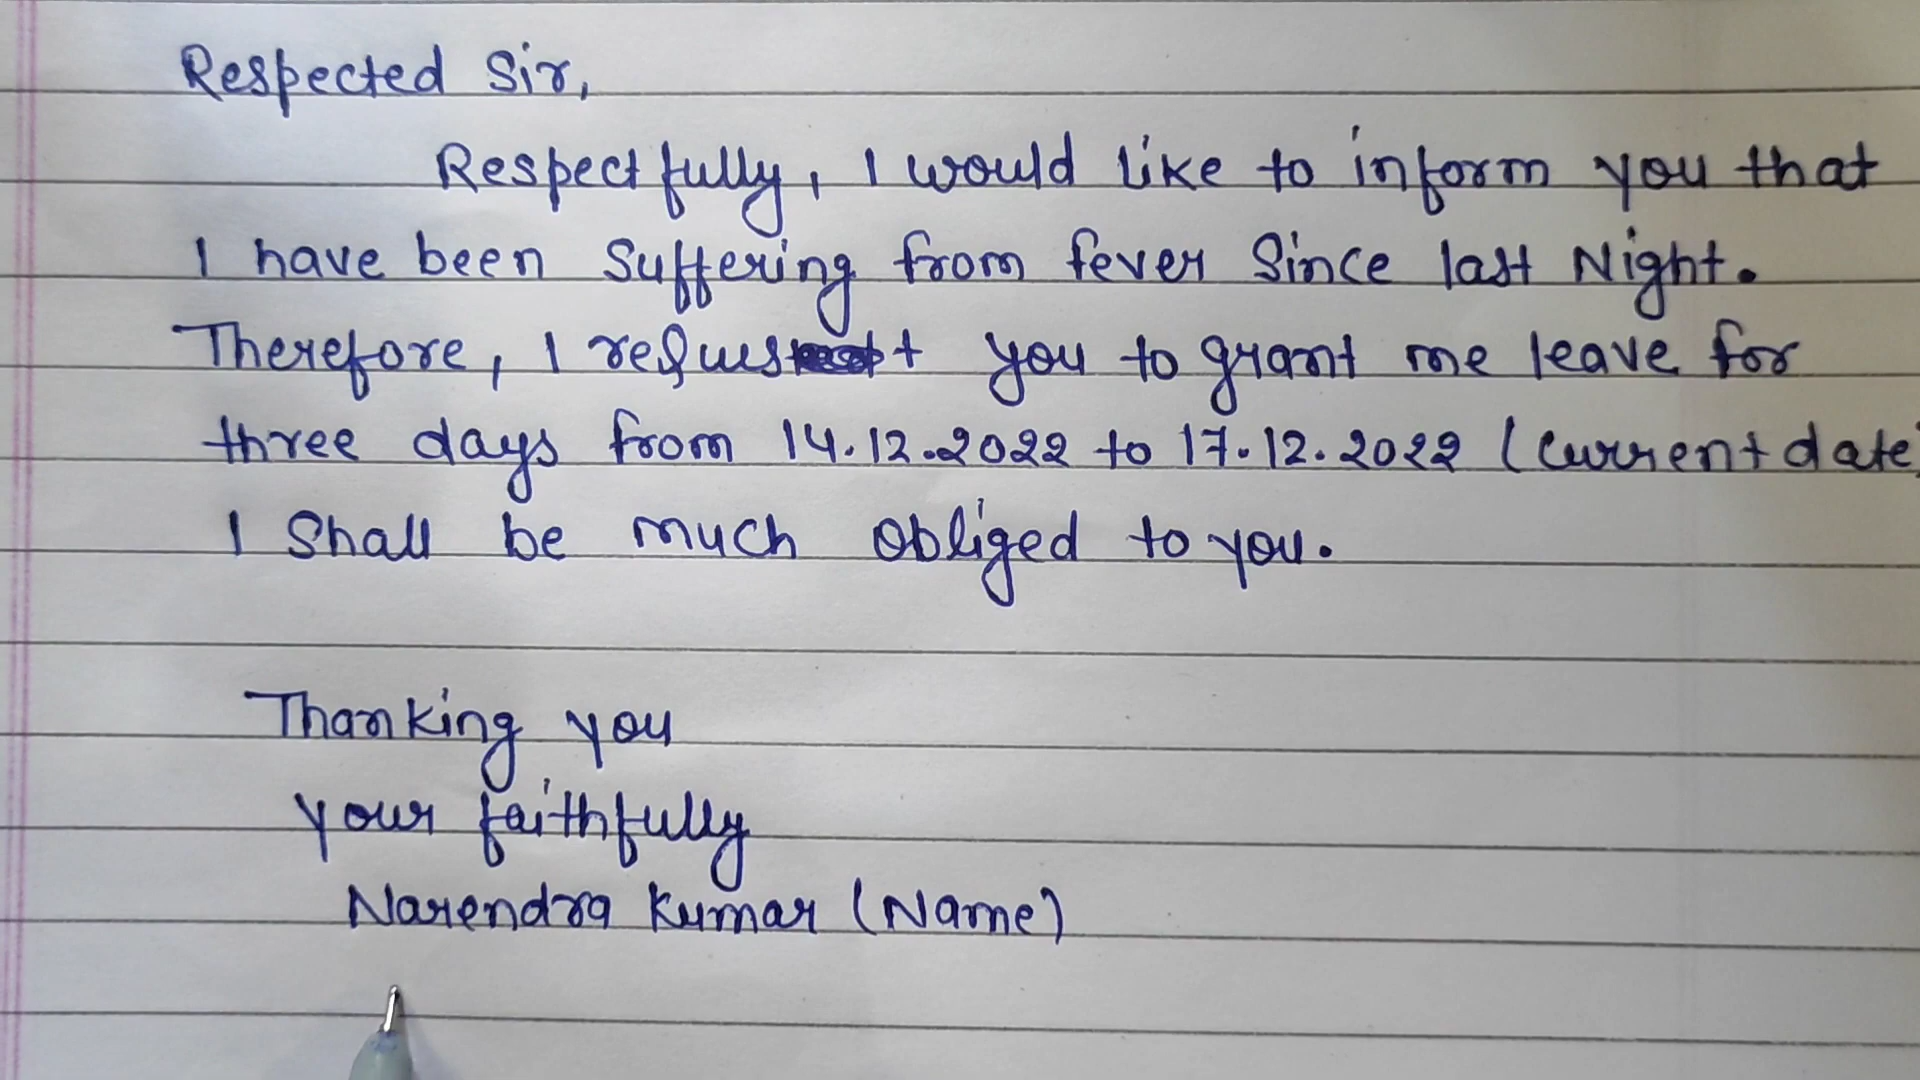 Respected Sir,
Respectfully, I would like to inform you that
I have been Suffering from fever Since last Night.
Therefore, I request you to grant me leave for
three days from 14.12.2022 to 17.12.2022 (Current date)
I Shall be much obliged to you.
Thanking you
your faithfully
Narendra Kumar (Name)